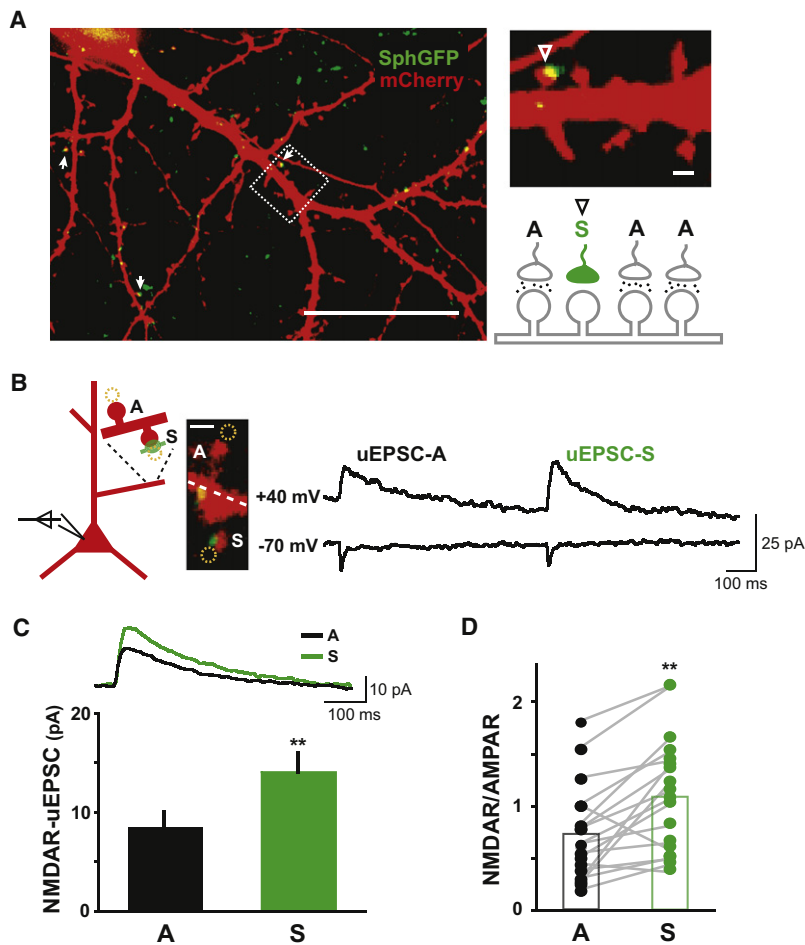 A
SphGFP
mCherry
A S A A
B
A
S
A
S
uEPSC-A
uEPSC-S
+40 mV
-70 mV
25 pA
100 ms
C
A
S
10 pA
100 ms
NMDAR-uEPSC (pA)
20
10
0
**
A S
D
NMDAR/AMPAR
2
1
0
**
A S